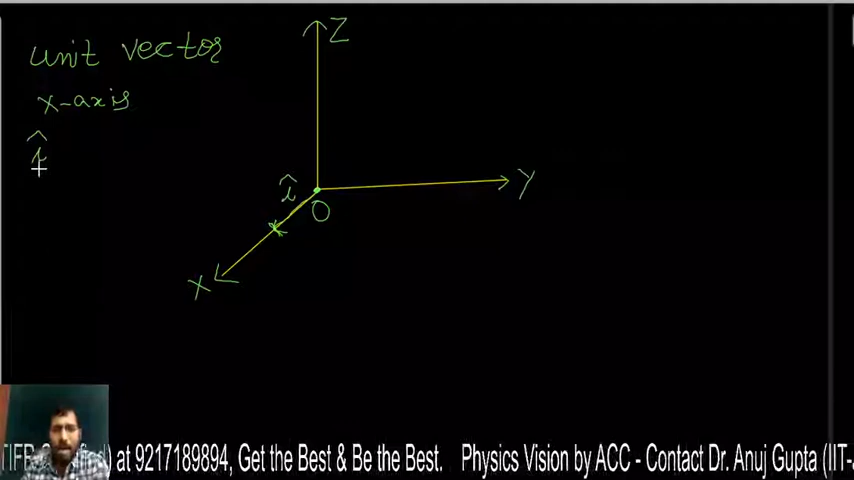 unit vector
Z
x-axis
î
î
Y
O
X
at 9217189894, Get the Best & Be the Best. Physics Vision by ACC - Contact Dr. Anuj Gupta (IIT-